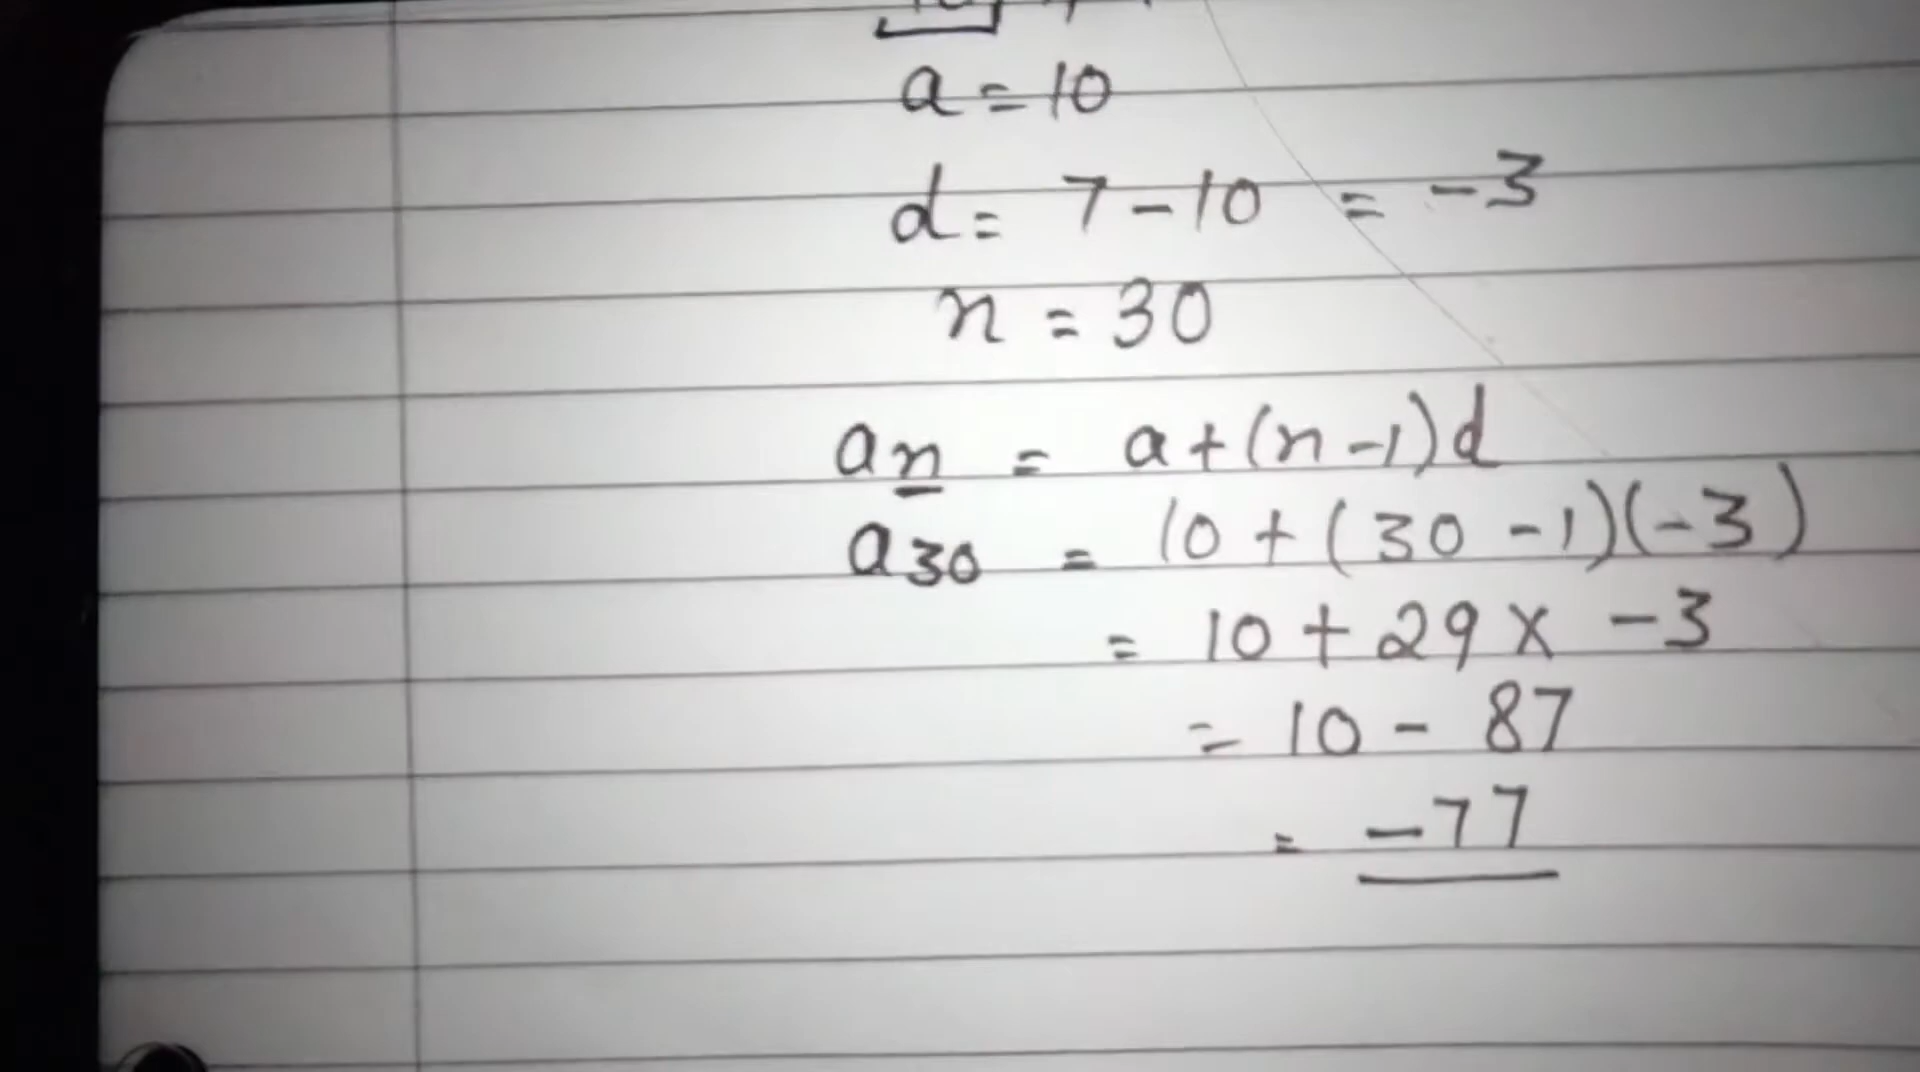 a = 10
d = 7 - 10 = -3
n = 30
an = a + (n - 1) d
a30 = 10 + (30 - 1)(-3)
= 10 + 29 x -3
= 10 - 87
= -77